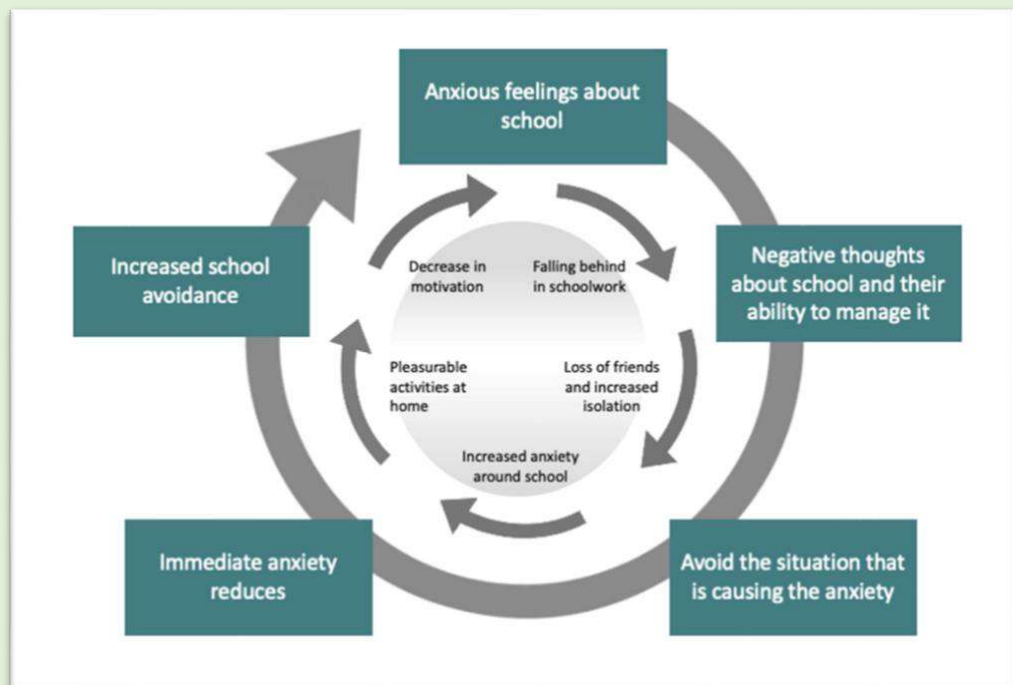 Anxious feelings about
school
Negative thoughts
about school and their
ability to manage it
Avoid the situation that
is causing the anxiety
Immediate anxiety
reduces
Increased school
avoidance
Falling behind
in schoolwork
Loss of friends
and increased
isolation
Increased anxiety
around school
Pleasurable
activities at
home
Decrease in
motivation